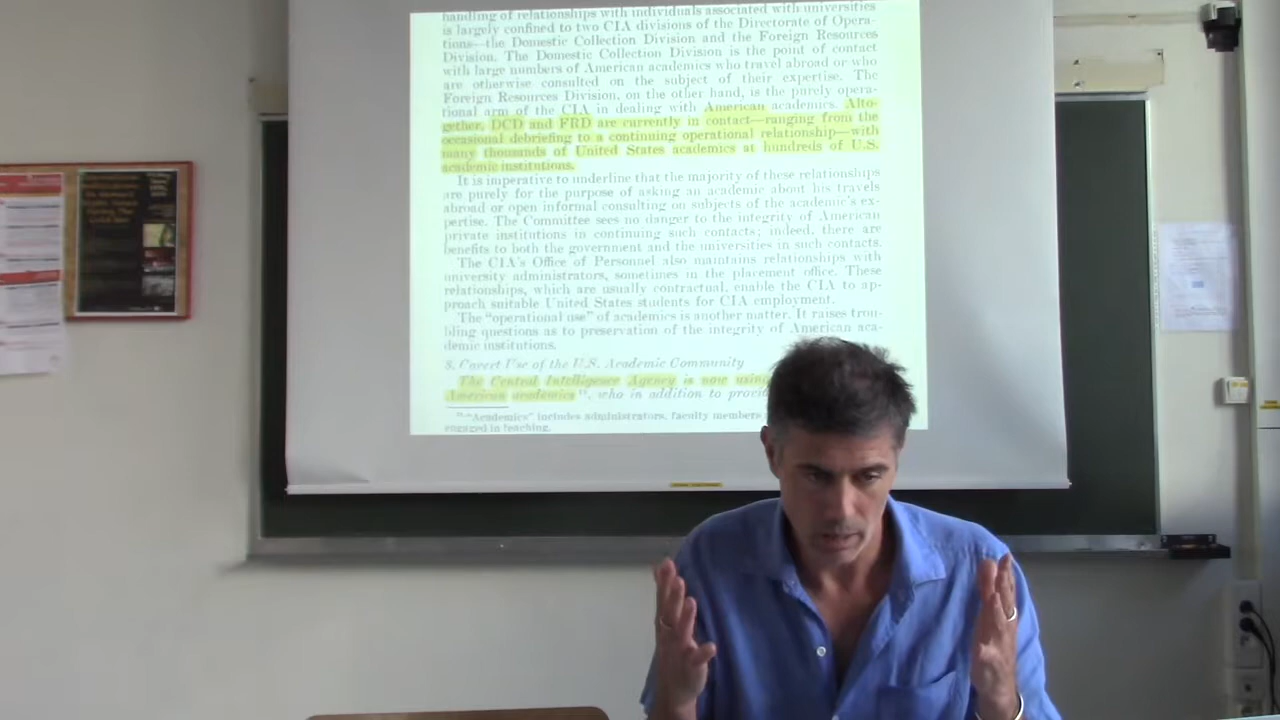 handling of relationships with individuals associated with universities
is largely confined to two CIA divisions of the Directorate of Opera-
tions—the Domestic Collection Division and the Foreign Resources
Division. The Domestic Collection Division is the point of contact
with large numbers of American academics who travel abroad or who
are otherwise consulted on the subject of their expertise. The
Foreign Resources Division, on the other hand, is the purely opera-
tional arm of the CIA in dealing with American academics. Alto-
gether, DCD and FRD are currently in contact—ranging from the
occasional debriefing to a continuing operational relationship—with
many thousands of United States academics at hundreds of U.S.
academic institutions.
It is imperative to underline that the majority of these relationships
are purely for the purpose of asking an academic about his travels
abroad or open informal consulting on subjects of the academic's ex-
pertise. The Committee sees no danger to the integrity of American
private institutions in continuing such contacts; indeed, there are
benefits to both the government and the universities in such contacts.
The CIA's Office of Personnel also maintains relationships with
university administrators, sometimes in the placement office. These
relationships, which are usually contractual, enable the CIA to ap-
proach suitable United States students for CIA employment.
The "operational use" of academics is another matter. It raises trou-
bling questions as to preservation of the integrity of American aca-
demic institutions.
8. Covert Use of the U.S. Academic Community
The Central Intelligence Agency is now using
American academics, who in addition to provid
"Academics" includes administrators, faculty members
engaged in teaching.